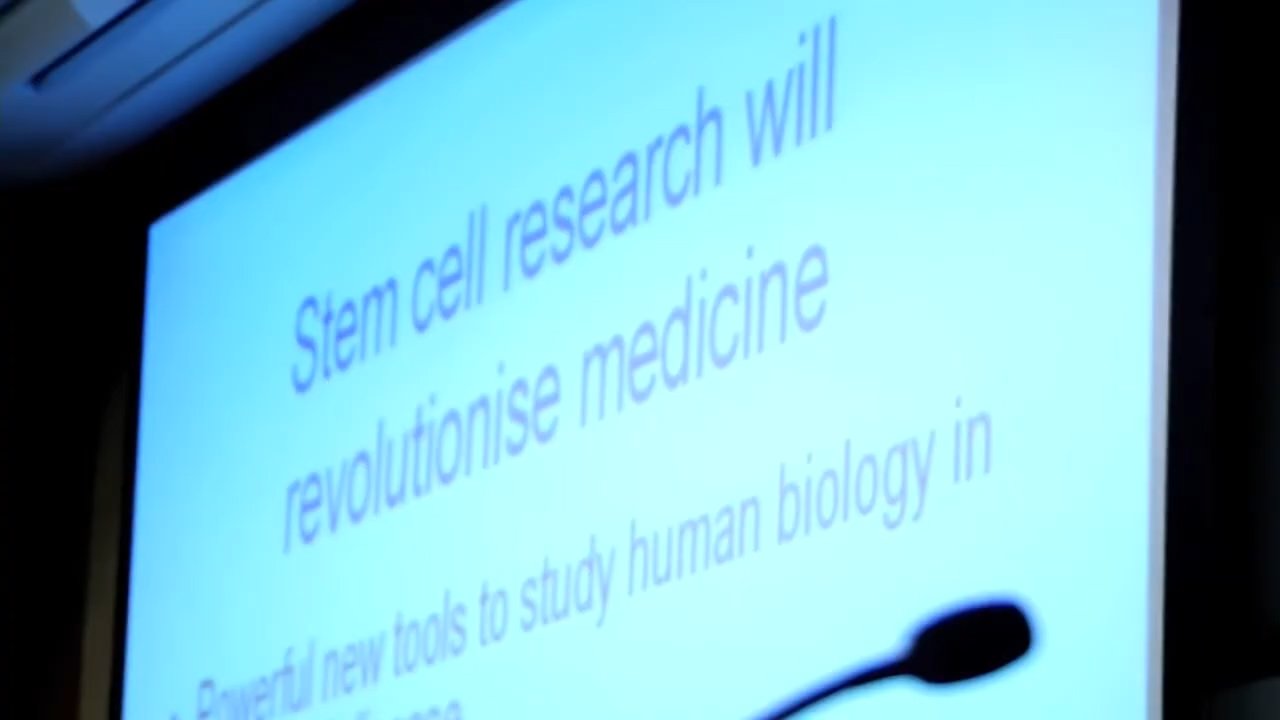 Stem cell research will
revolutionise medicine
Powerful new tools to study human biology in